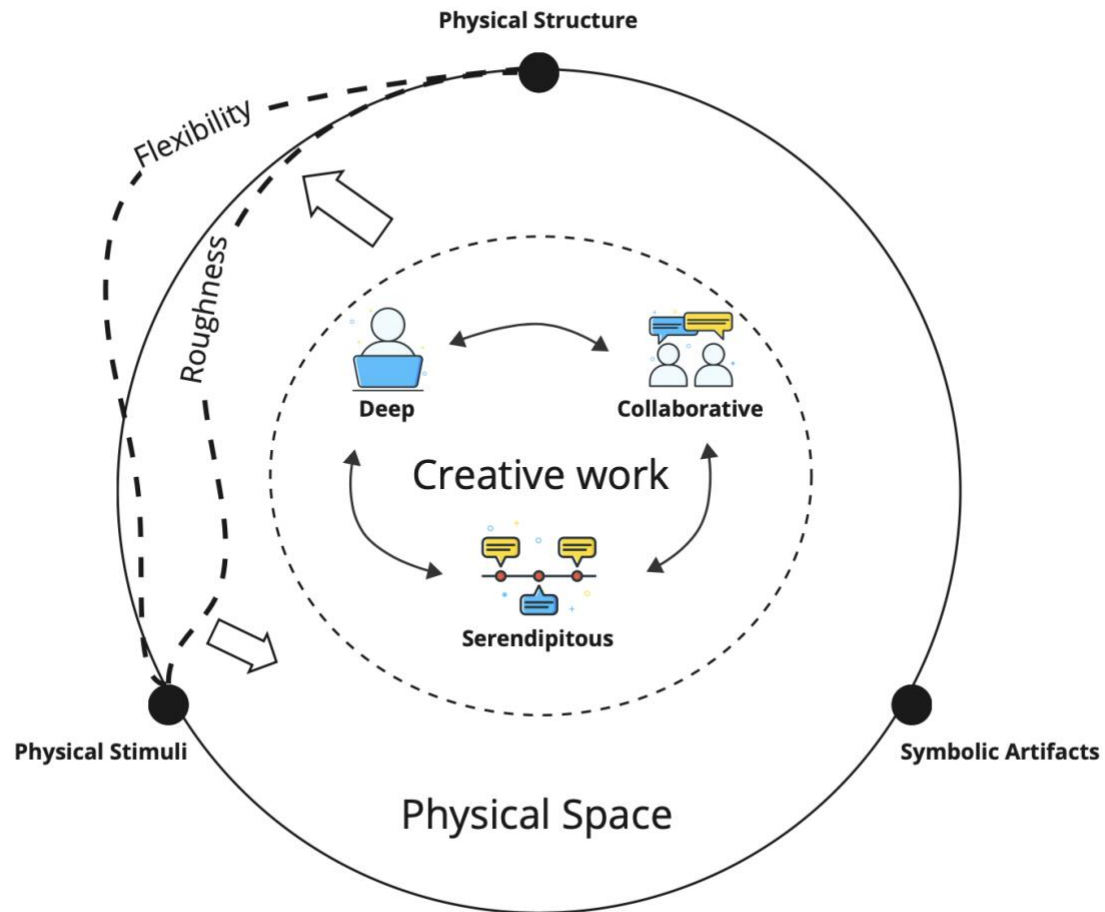 Physical Structure
Flexibility
Roughness
Deep
Collaborative
Creative work
Serendipitous
Physical Stimuli
Symbolic Artifacts
Physical Space